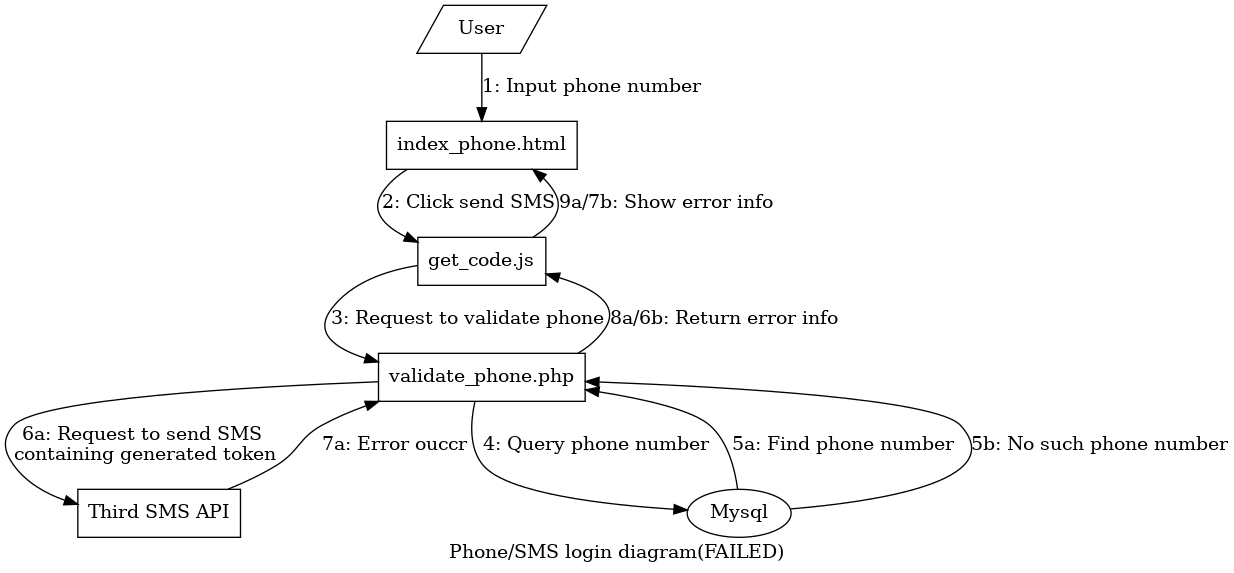 User
1: Input phone number
index_phone.html
2: Click send SMS
9a/7b: Show error info
get_code.js
3: Request to validate phone
8a/6b: Return error info
validate_phone.php
6a: Request to send SMS
containing generated token
7a: Error ouccr
4: Query phone number
5a: Find phone number
5b: No such phone number
Third SMS API
Mysql
Phone/SMS login diagram(FAILED)